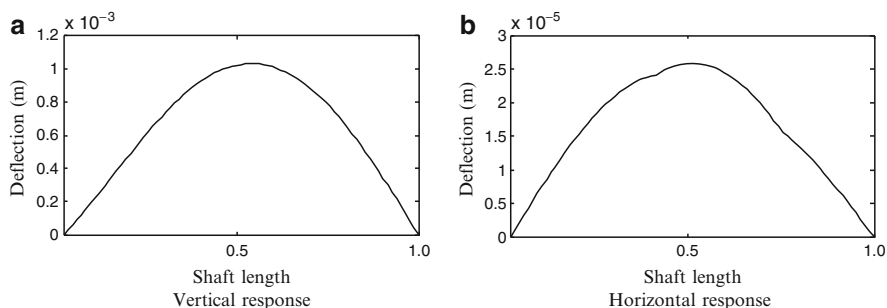 a
x 10⁻³
1.2
1
0.8
0.6
0.4
0.2
0
Deflection (m)
0.5
1.0
Shaft length
Vertical response
b
x 10⁻⁵
3
2.5
2
1.5
1
0.5
0
Deflection (m)
0.5
1.0
Shaft length
Horizontal response